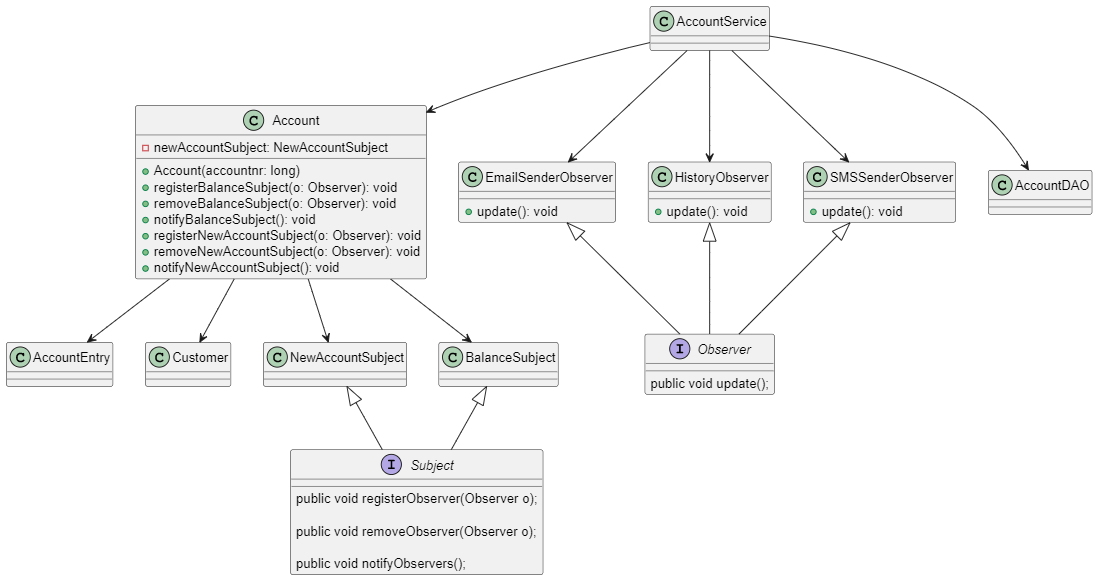 C AccountService
C Account
newAccountSubject: NewAccountSubject
Account(accountnr: long)
registerBalanceSubject(o: Observer): void
removeBalanceSubject(o: Observer): void
notifyBalanceSubject(): void
registerNewAccountSubject(o: Observer): void
removeNewAccountSubject(o: Observer): void
notifyNewAccountSubject(): void
C EmailSenderObserver
update(): void
C HistoryObserver
update(): void
C SMSSenderObserver
update(): void
C AccountDAO
C AccountEntry
C Customer
C NewAccountSubject
C BalanceSubject
I Observer
public void update();
I Subject
public void registerObserver(Observer o);
public void removeObserver(Observer o);
public void notifyObservers();